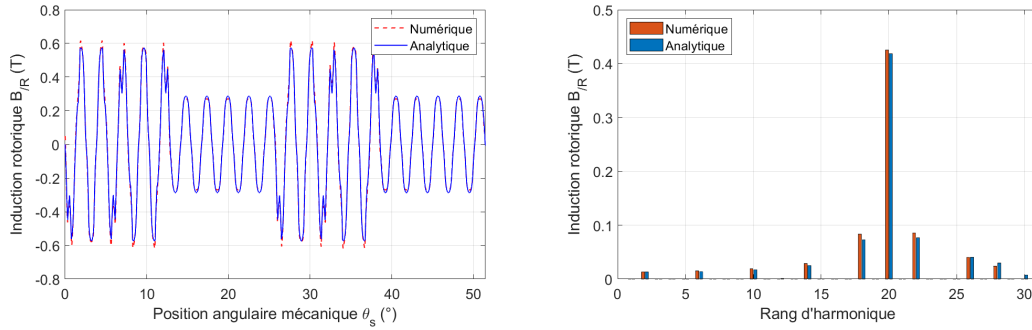 Induction rotorique B/R (T)
0.8
0.6
0.4
0.2
0
-0.2
-0.4
-0.6
-0.8
0 10 20 30 40 50
Position angulaire mécanique θs (°)
Numérique
Analytique
Induction rotorique B/R (T)
0.5
0.4
0.3
0.2
0.1
0
0 5 10 15 20 25 30
Rang d'harmonique
Numérique
Analytique